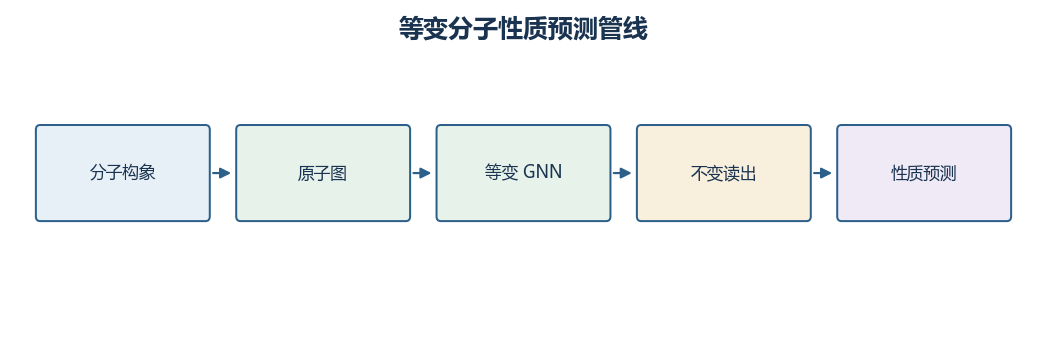 等变分子性质预测管线
分子构象
原子图
等变 GNN
不变读出
性质预测